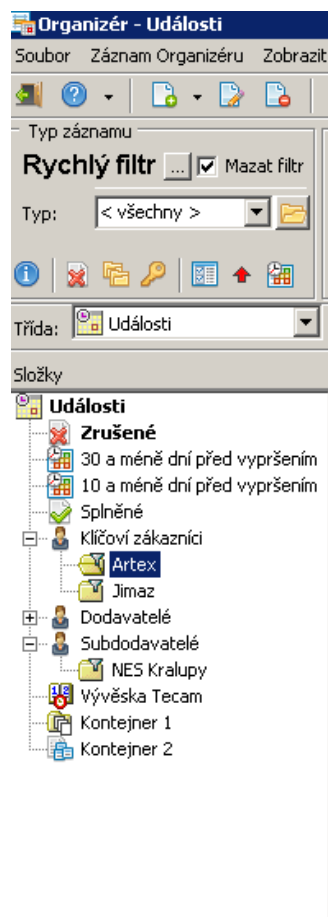 Organizér - Události
Soubor Záznam Organizéru Zobrazit
Typ záznamu
Rychlý filtr ... Mazat filtr
Typ: < všechny >
Třída: Události
Složky
Události
Zrušené
30 a méně dní před vypršením
10 a méně dní před vypršením
Splněné
Klíčoví zákazníci
Artex
Jimaz
Dodavatelé
Subdodavatelé
NES Kralupy
Vývěska Tecam
Kontejner 1
Kontejner 2